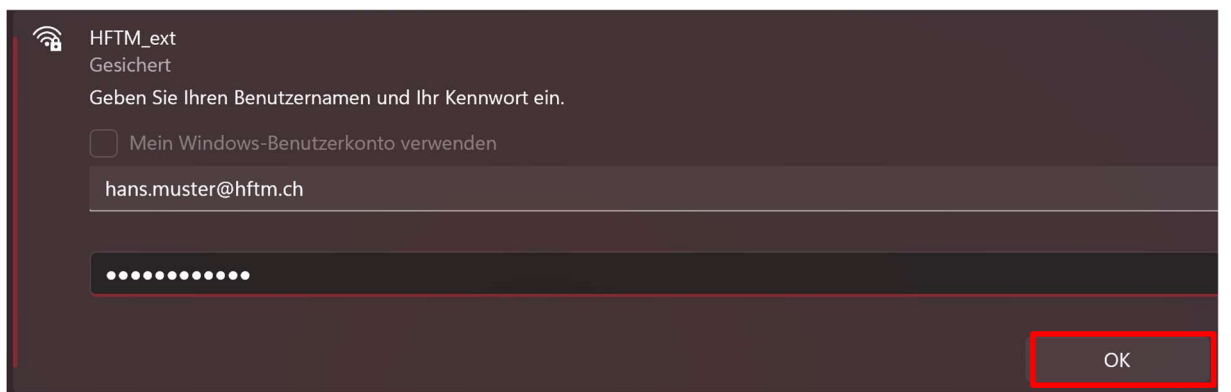 HFTM_ext
Gesichert
Geben Sie Ihren Benutzernamen und Ihr Kennwort ein.
Mein Windows-Benutzerkonto verwenden
hans.muster@hftm.ch
••••••••••••
OK